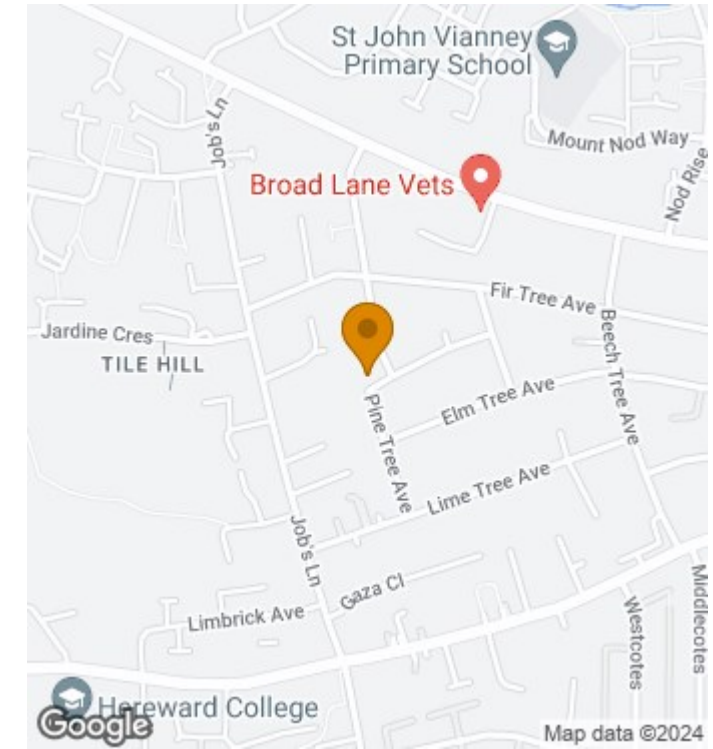 St John Vianney
Primary School
Job's Ln
Mount Nod Way
Broad Lane Vets
Nod Rise
Fir Tree Ave
Jardine Cres
TILE HILL
Beech Tree Ave
Elm Tree Ave
Pine Tree Ave
Lime Tree Ave
Job's Ln
Gaza Cl
Limbrick Ave
Westcotes
Middlecotes
Hereward College
Google
Map data ©2024